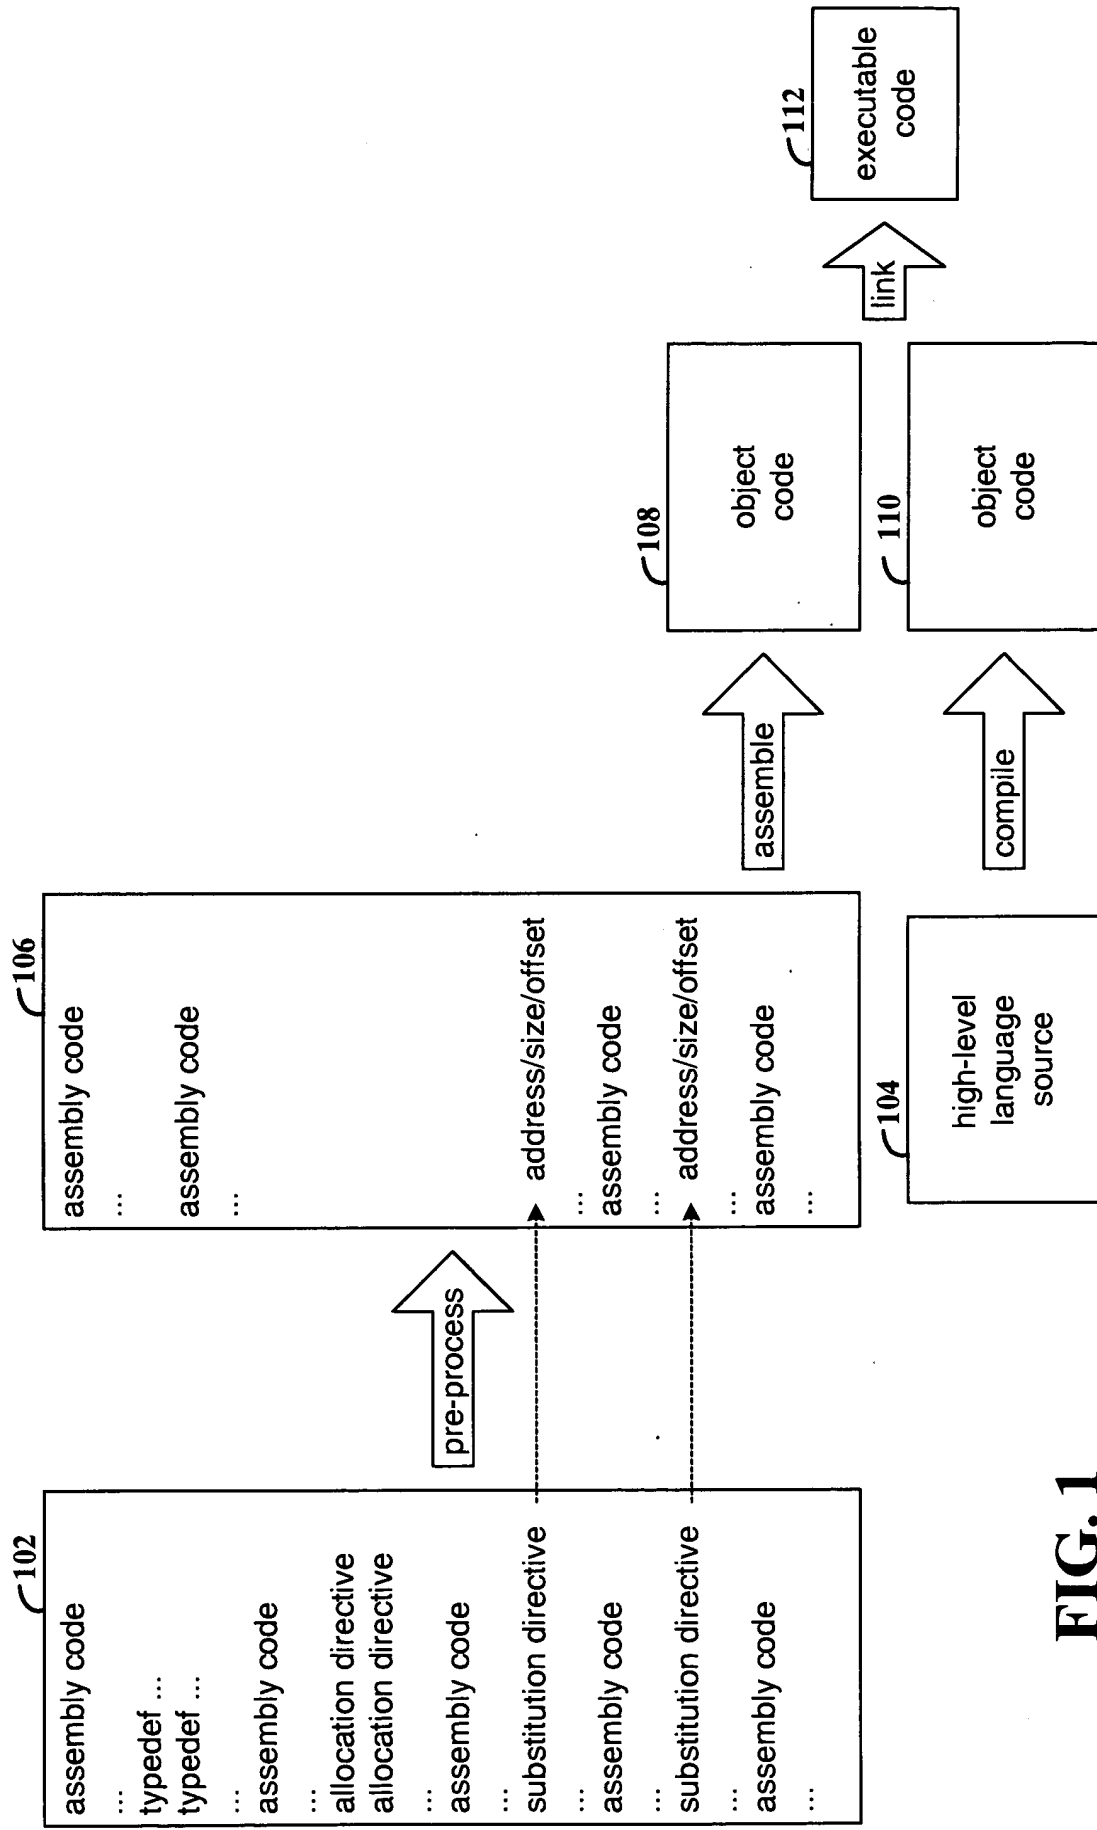 102
assembly code
...
typedef ...
typedef ...
...
assembly code
...
allocation directive
allocation directive
...
assembly code
...
substitution directive
...
assembly code
...
substitution directive
...
assembly code
...
pre-process
106
assembly code
...
assembly code
...
address/size/offset
...
assembly code
...
address/size/offset
...
assembly code
...
104
high-level
language
source
assemble
compile
108
object
code
110
object
code
link
112
executable
code
FIG. 1